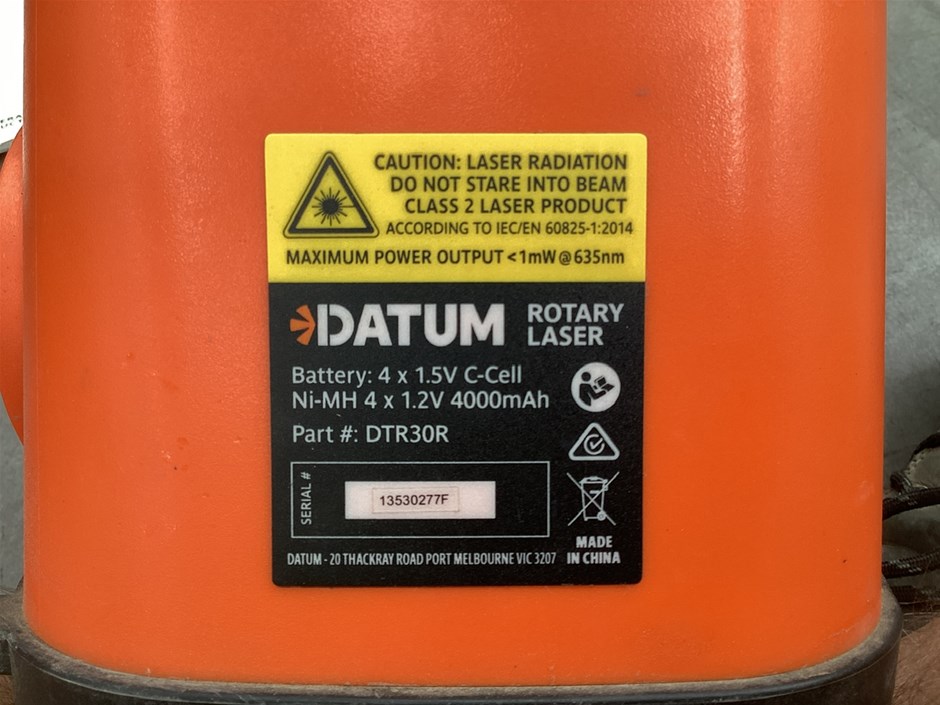 CAUTION: LASER RADIATION
DO NOT STARE INTO BEAM
CLASS 2 LASER PRODUCT
ACCORDING TO IEC/EN 60825-1:2014
MAXIMUM POWER OUTPUT <1mW@635nm
DATUM ROTARY LASER
Battery: 4 x 1.5V C-Cell
Ni-MH 4 x 1.2V 4000mAh
Part #: DTR30R
SERIAL #
13530277F
MADE
IN CHINA
DATUM - 20 THACKRAY ROAD PORT MELBOURNE VIC 3207